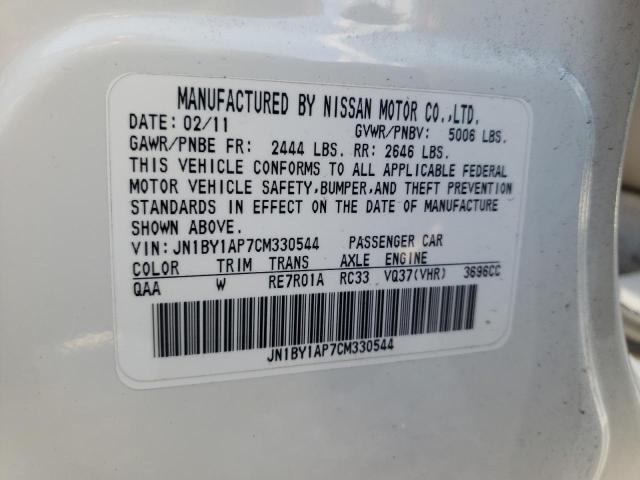 MANUFACTURED BY NISSAN MOTOR CO.,LTD.
DATE: 02/11 GVWR/PNBV: 5006 LBS.
GAWR/PNBE FR: 2444 LBS. RR: 2646 LBS.
THIS VEHICLE CONFORMS TO ALL APPLICABLE FEDERAL
MOTOR VEHICLE SAFETY,BUMPER,AND THEFT PREVENTION
STANDARDS IN EFFECT ON THE DATE OF MANUFACTURE
SHOWN ABOVE.
VIN: JN1BY1AP7CM330544 PASSENGER CAR
COLOR TRIM TRANS AXLE ENGINE
QAA W RE7R01A RC33 VQ37(VHR) 3696CC
JN1BY1AP7CM330544